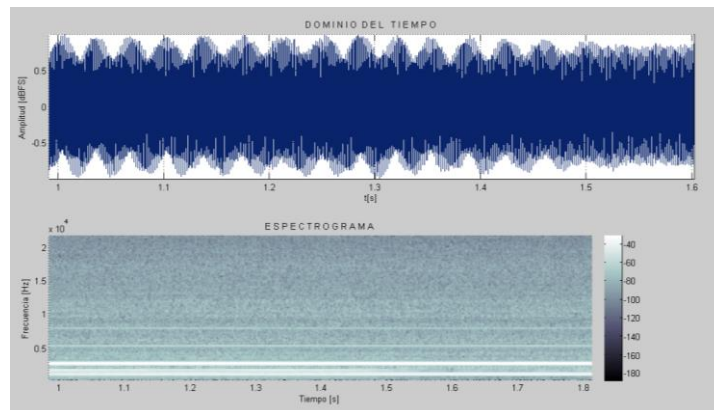 DOMINIO DEL TIEMPO
Amplitud [dBFS]
0.5
0
-0.5
1 1.1 1.2 1.3 1.4 1.5 1.6
t[s]
ESPECTROGRAMA
x 10^4
Frecuencia [Hz]
2
1.5
1
0.5
1 1.1 1.2 1.3 1.4 1.5 1.6 1.7 1.8
Tiempo [s]
-40
-60
-80
-100
-120
-140
-160
-180